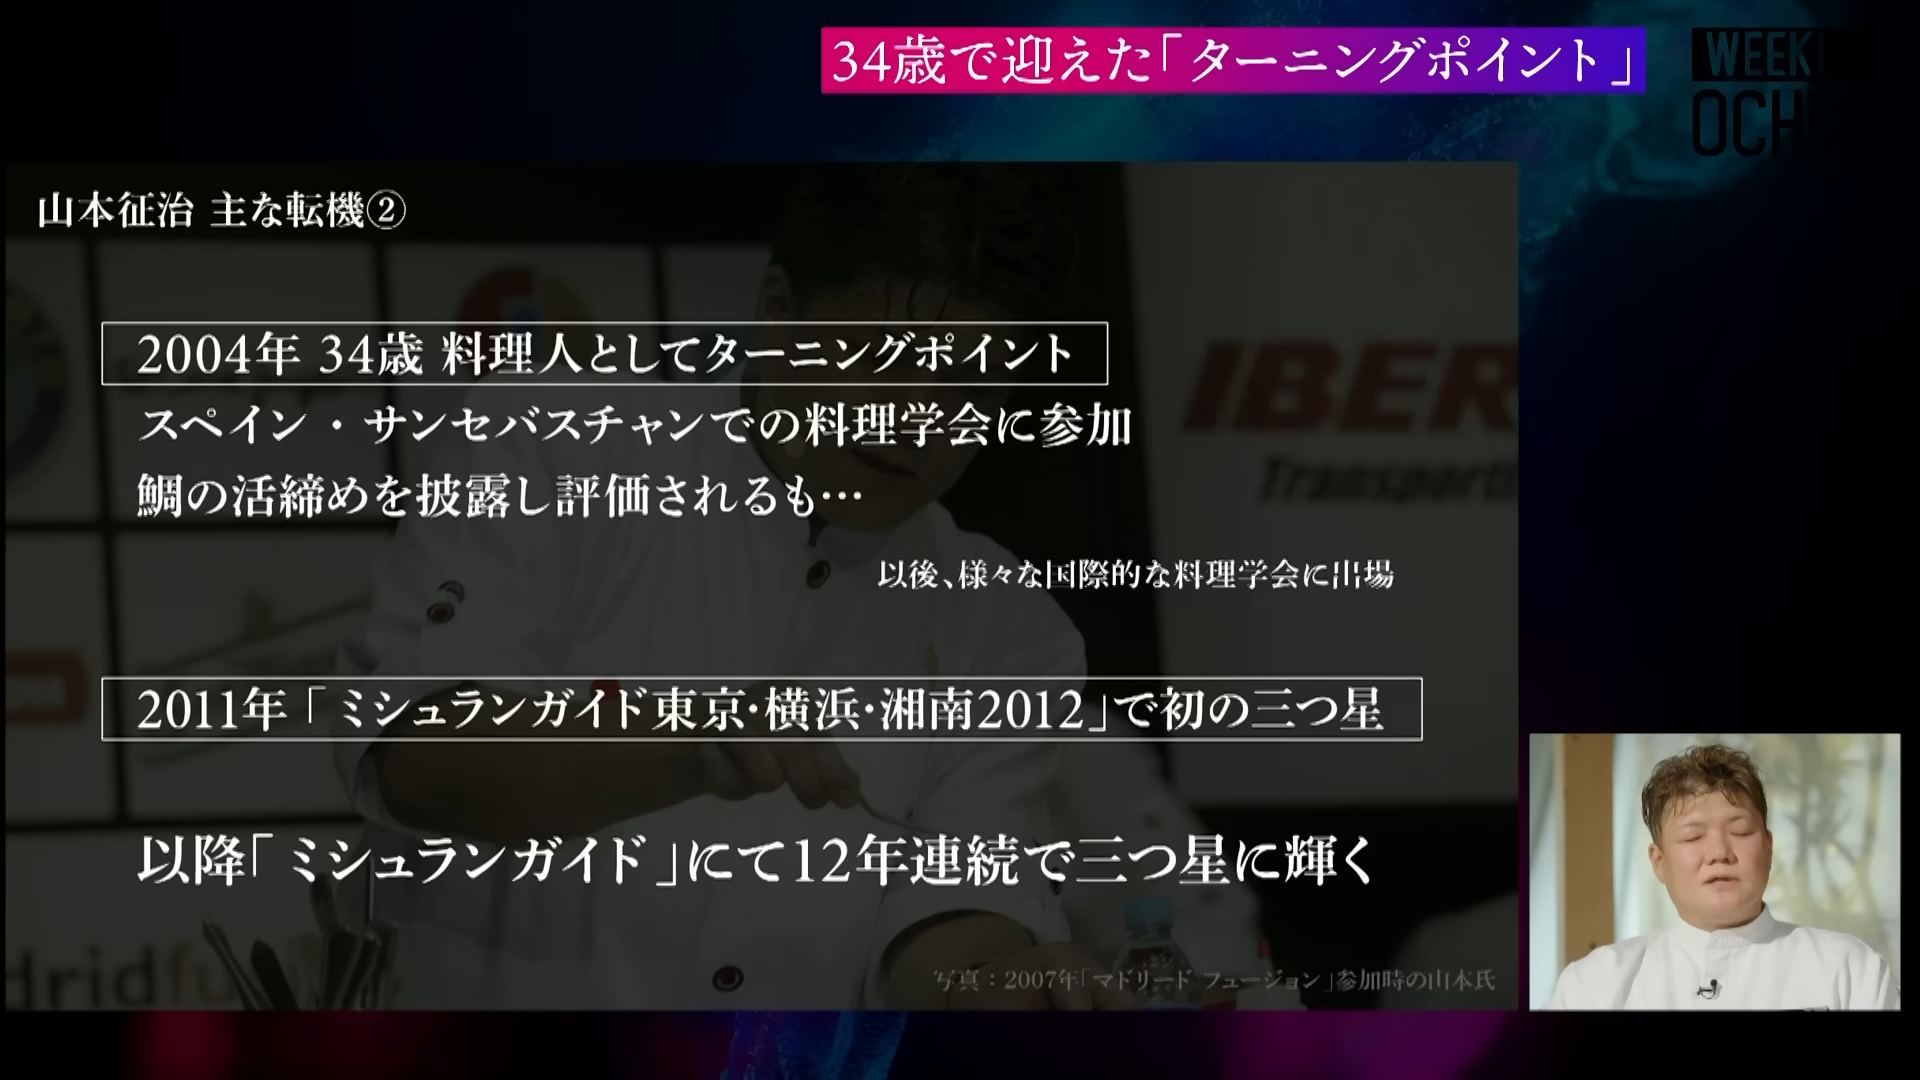 34歳で迎えた「ターニングポイント」
WEEK
OCHI
山本征治 主な転機②
2004年 34歳 料理人としてターニングポイント
スペイン・サンセバスチャンでの料理学会に参加
鯛の活締めを披露し評価されるも…
以後、様々な国際的な料理学会に出場
2011年「ミシュランガイド東京・横浜・湘南2012」で初の三つ星
以降「ミシュランガイド」にて12年連続で三つ星に輝く
写真：2007年「マドリード フュージョン」参加時の山本氏
IBER
Transporti
dridfu